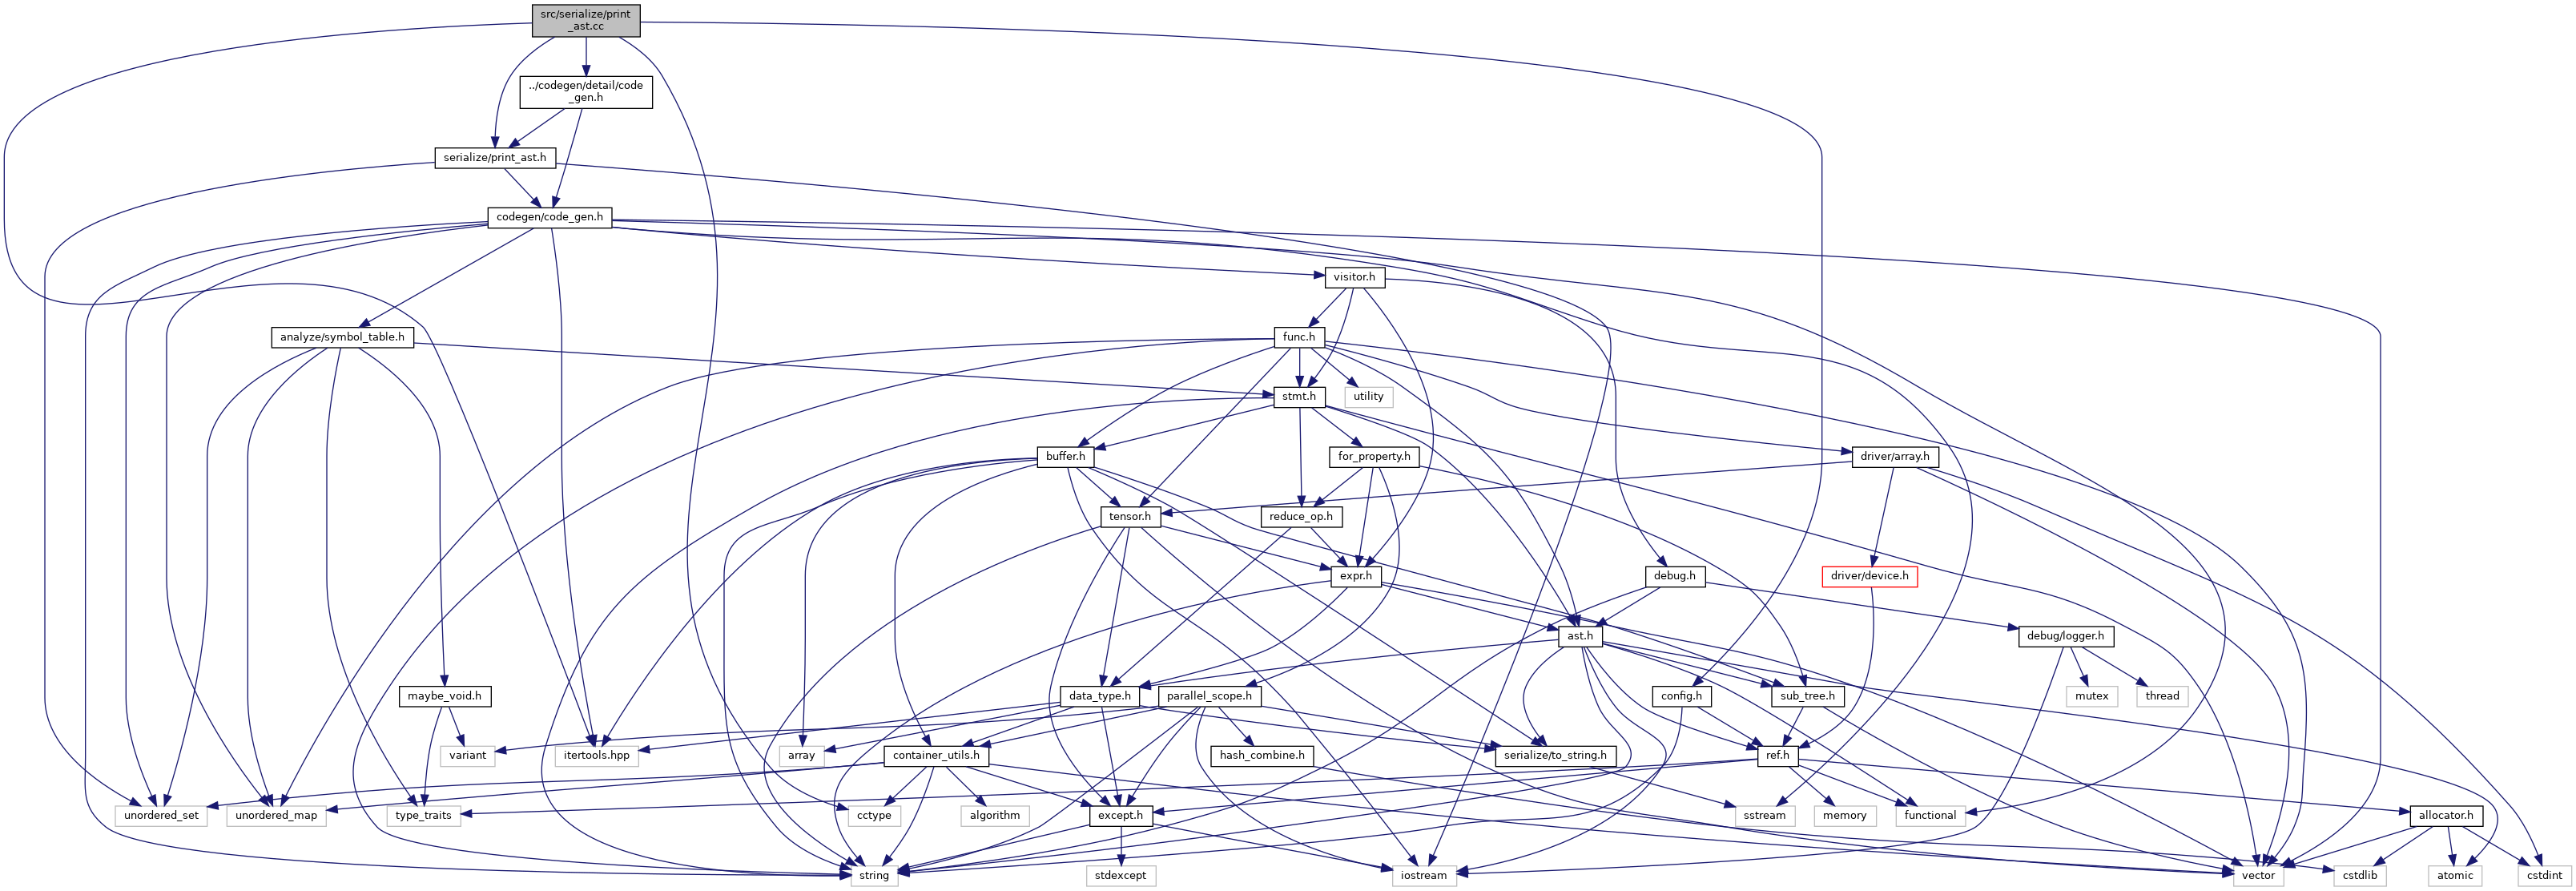 src/serialize/print
_ast.cc
../codegen/detail/code
_gen.h
serialize/print_ast.h
codegen/code_gen.h
visitor.h
analyze/symbol_table.h
func.h
stmt.h
utility
buffer.h
for_property.h
driver/array.h
tensor.h
reduce_op.h
expr.h
debug.h
driver/device.h
ast.h
debug/logger.h
maybe_void.h
data_type.h
parallel_scope.h
config.h
sub_tree.h
mutex
thread
variant
itertools.hpp
array
container_utils.h
hash_combine.h
serialize/to_string.h
ref.h
unordered_set
unordered_map
type_traits
cctype
algorithm
except.h
sstream
memory
functional
allocator.h
string
stdexcept
iostream
vector
cstdlib
atomic
cstdint